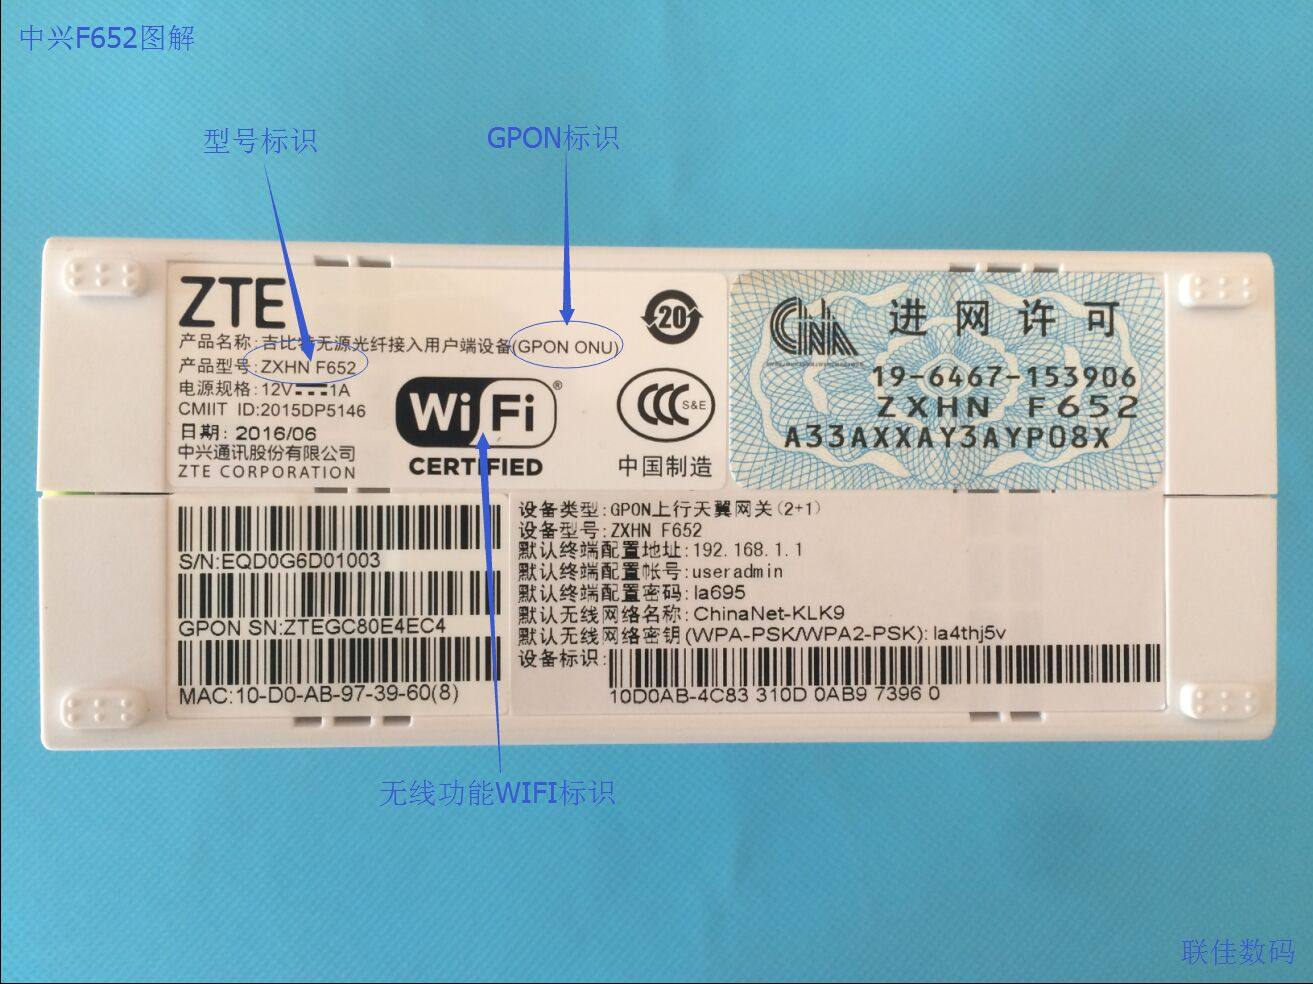 中兴F652图解
型号标识
GPON标识
ZTE
产品名称:吉比特无源光纤接入用户端设备(GPON ONU)
产品型号:ZXHN F652
电源规格:12V 1A
CMIIT ID:2015DP5146
日期: 2016/06
中兴通讯股份有限公司
ZTE CORPORATION
WiFi®
CERTIFIED
20
CCC S&E
中国制造
CNA 进网许可
19-6467-153906
ZXHN F652
A33AXXAY3AYP08X
S/N:EQD0G6D01003
GPON SN:ZTEGC80E4EC4
MAC:10-D0-AB-97-39-60(8)
设备类型:GPON上行天翼网关(2+1)
设备型号:ZXHN F652
默认终端配置地址:192.168.1.1
默认终端配置帐号:useradmin
默认终端配置密码:la695
默认无线网络名称:ChinaNet-KLK9
默认无线网络密钥(WPA-PSK/WPA2-PSK):la4thj5v
设备标识:
10D0AB-4C83 310D 0AB9 7396 0
无线功能WIFI标识
联佳数码